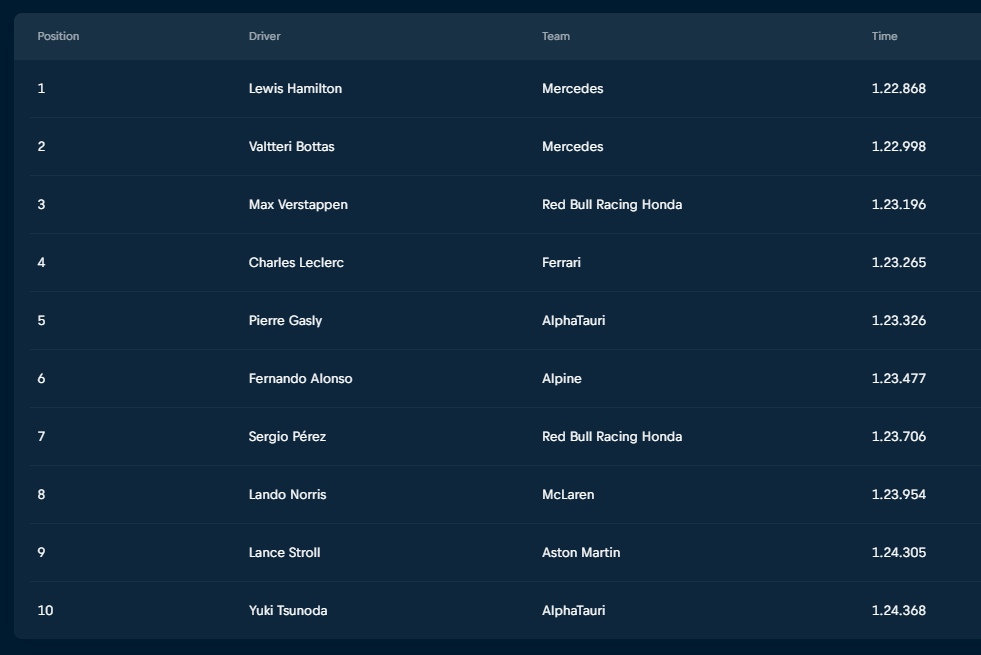 Position Driver Team Time
1 Lewis Hamilton Mercedes 1.22.868
2 Valtteri Bottas Mercedes 1.22.998
3 Max Verstappen Red Bull Racing Honda 1.23.196
4 Charles Leclerc Ferrari 1.23.265
5 Pierre Gasly AlphaTauri 1.23.326
6 Fernando Alonso Alpine 1.23.477
7 Sergio Pérez Red Bull Racing Honda 1.23.706
8 Lando Norris McLaren 1.23.954
9 Lance Stroll Aston Martin 1.24.305
10 Yuki Tsunoda AlphaTauri 1.24.368